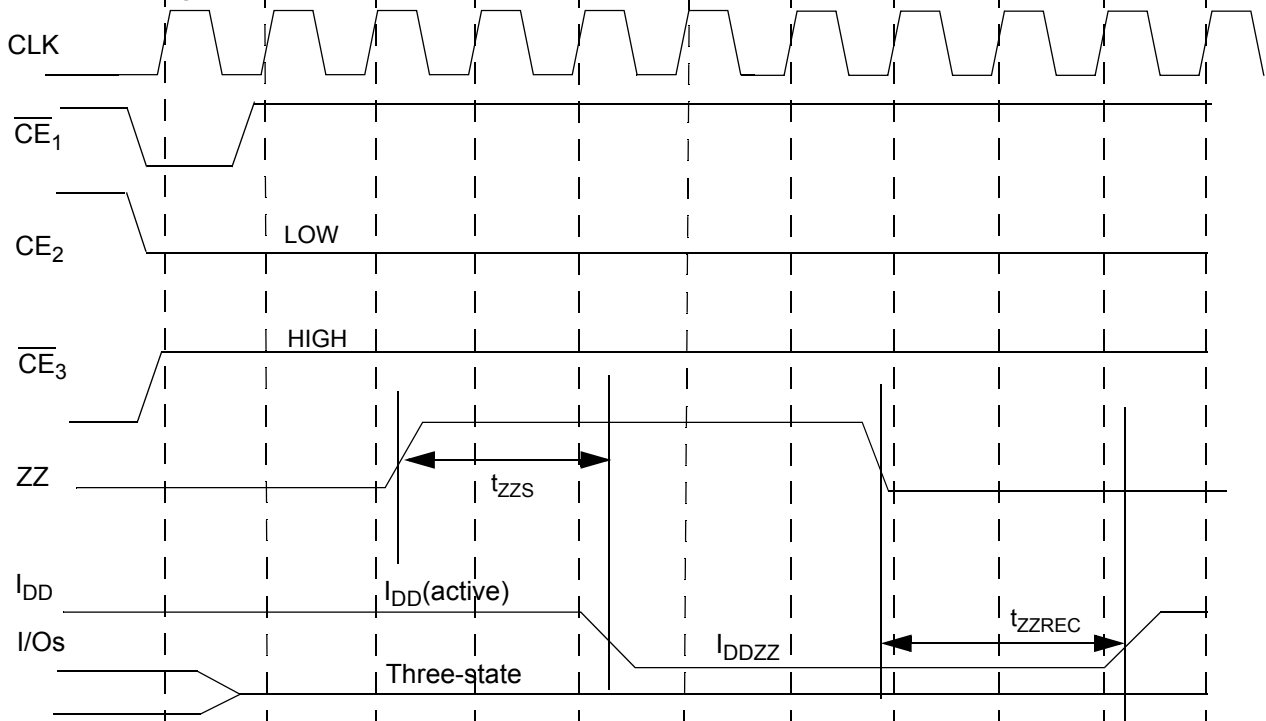 CLK
CE1
CE2
LOW
CE3
HIGH
ZZ
tZZS
IDD
IDD(active)
I/Os
IDDZZ
tZZREC
Three-state